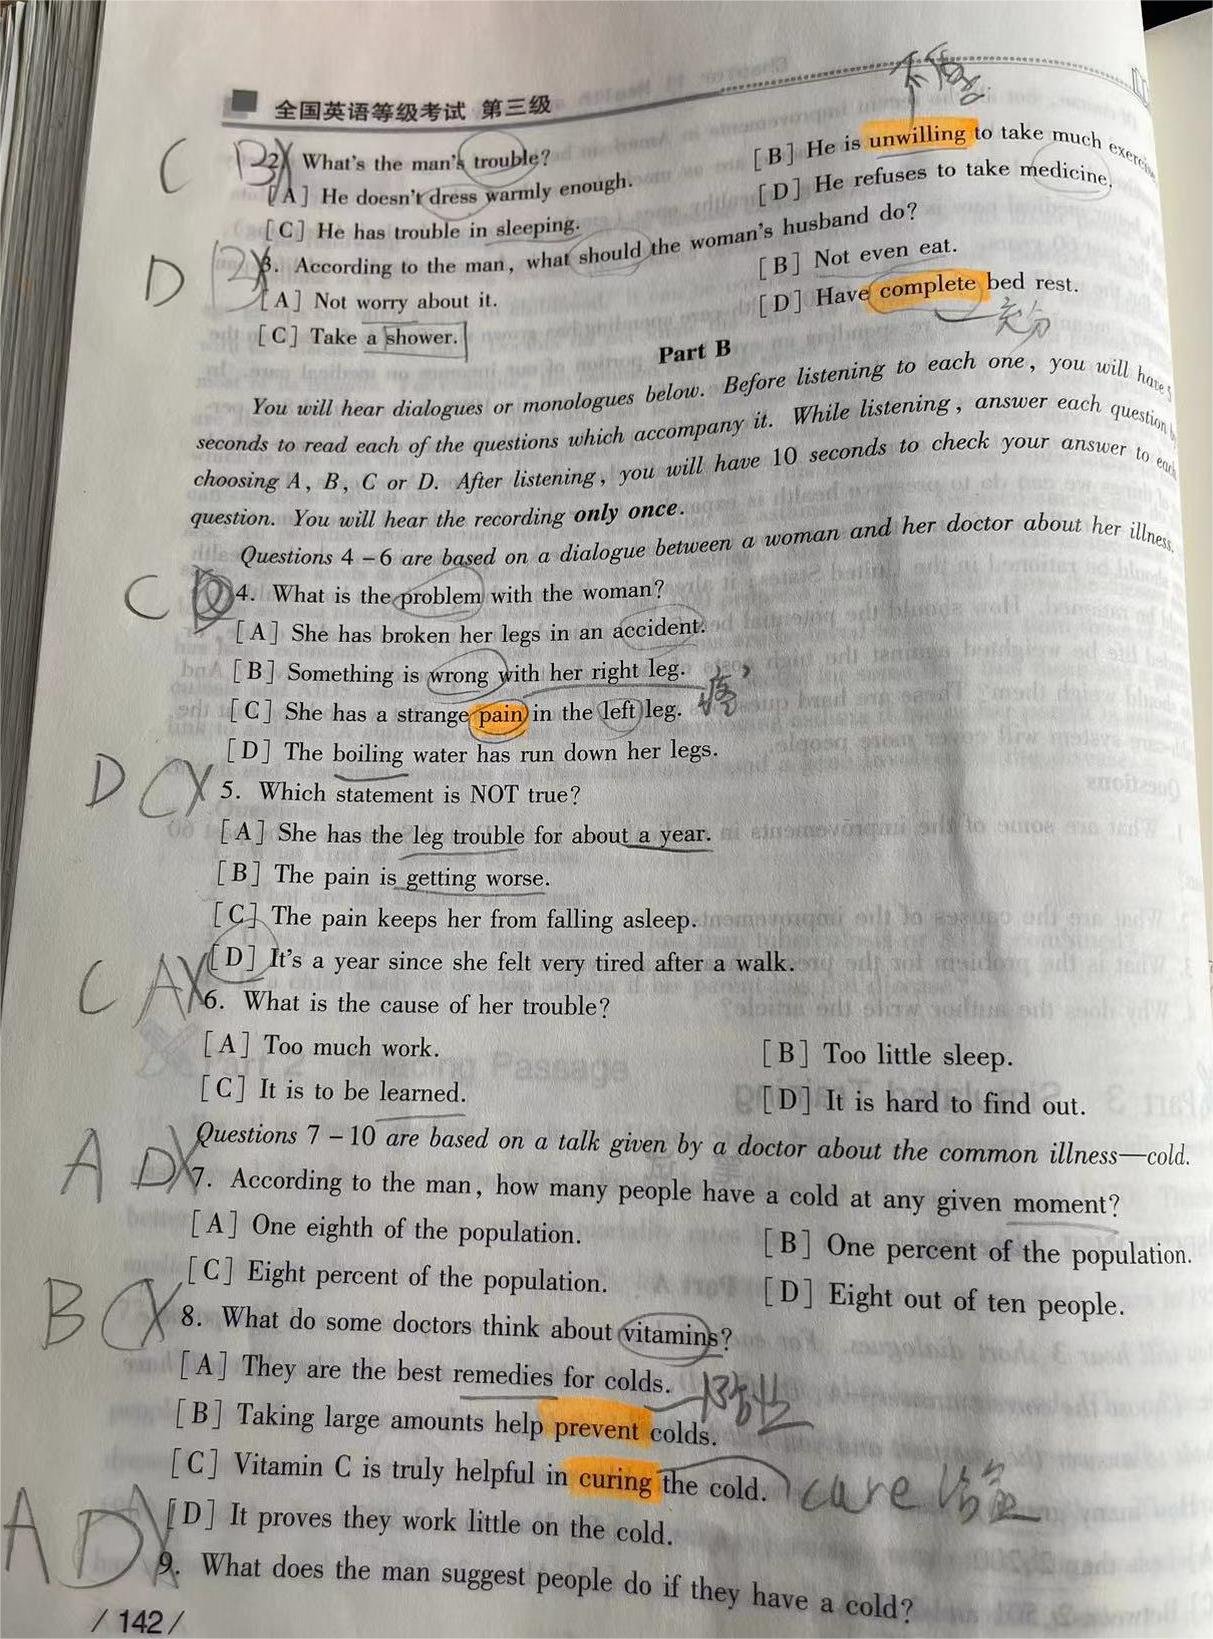 全国英语等级考试 第三级
不愿意
C B
2. What's the man's trouble?
[A] He doesn't dress warmly enough.
[B] He is unwilling to take much exercise
[C] He has trouble in sleeping.
[D] He refuses to take medicine.
D B
3. According to the man, what should the woman's husband do?
[A] Not worry about it.
[B] Not even eat.
[C] Take a shower.
[D] Have complete bed rest.
充分
Part B
You will hear dialogues or monologues below. Before listening to each one, you will have 5
seconds to read each of the questions which accompany it. While listening, answer each question by
choosing A, B, C or D. After listening, you will have 10 seconds to check your answer to each
question. You will hear the recording only once.
Questions 4-6 are based on a dialogue between a woman and her doctor about her illness.
C D 4. What is the problem with the woman?
[A] She has broken her legs in an accident.
[B] Something is wrong with her right leg.
[C] She has a strange pain in the left leg. 疼
[D] The boiling water has run down her legs.
D C X 5. Which statement is NOT true?
[A] She has the leg trouble for about a year.
[B] The pain is getting worse.
[C] The pain keeps her from falling asleep.
[D] It's a year since she felt very tired after a walk.
C A X 6. What is the cause of her trouble?
[A] Too much work.
[B] Too little sleep.
[C] It is to be learned.
[D] It is hard to find out.
Questions 7-10 are based on a talk given by a doctor about the common illness—cold.
A D X 7. According to the man, how many people have a cold at any given moment?
[A] One eighth of the population.
[B] One percent of the population.
[C] Eight percent of the population.
[D] Eight out of ten people.
B C X 8. What do some doctors think about vitamins?
[A] They are the best remedies for colds.
[B] Taking large amounts help prevent colds. 防止
[C] Vitamin C is truly helpful in curing the cold. care 治愈
[D] It proves they work little on the cold.
A D X 9. What does the man suggest people do if they have a cold?
/ 142 /